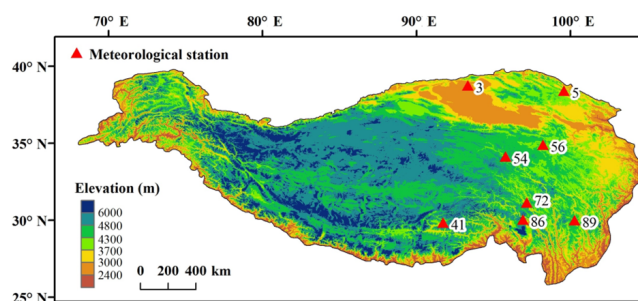 70° E 80° E 90° E 100° E
Meteorological station
40° N
35° N
30° N
25° N
3
5
56
54
72
41
86
89
Elevation (m)
6000
4800
4300
3700
3000
2400
0 200 400 km